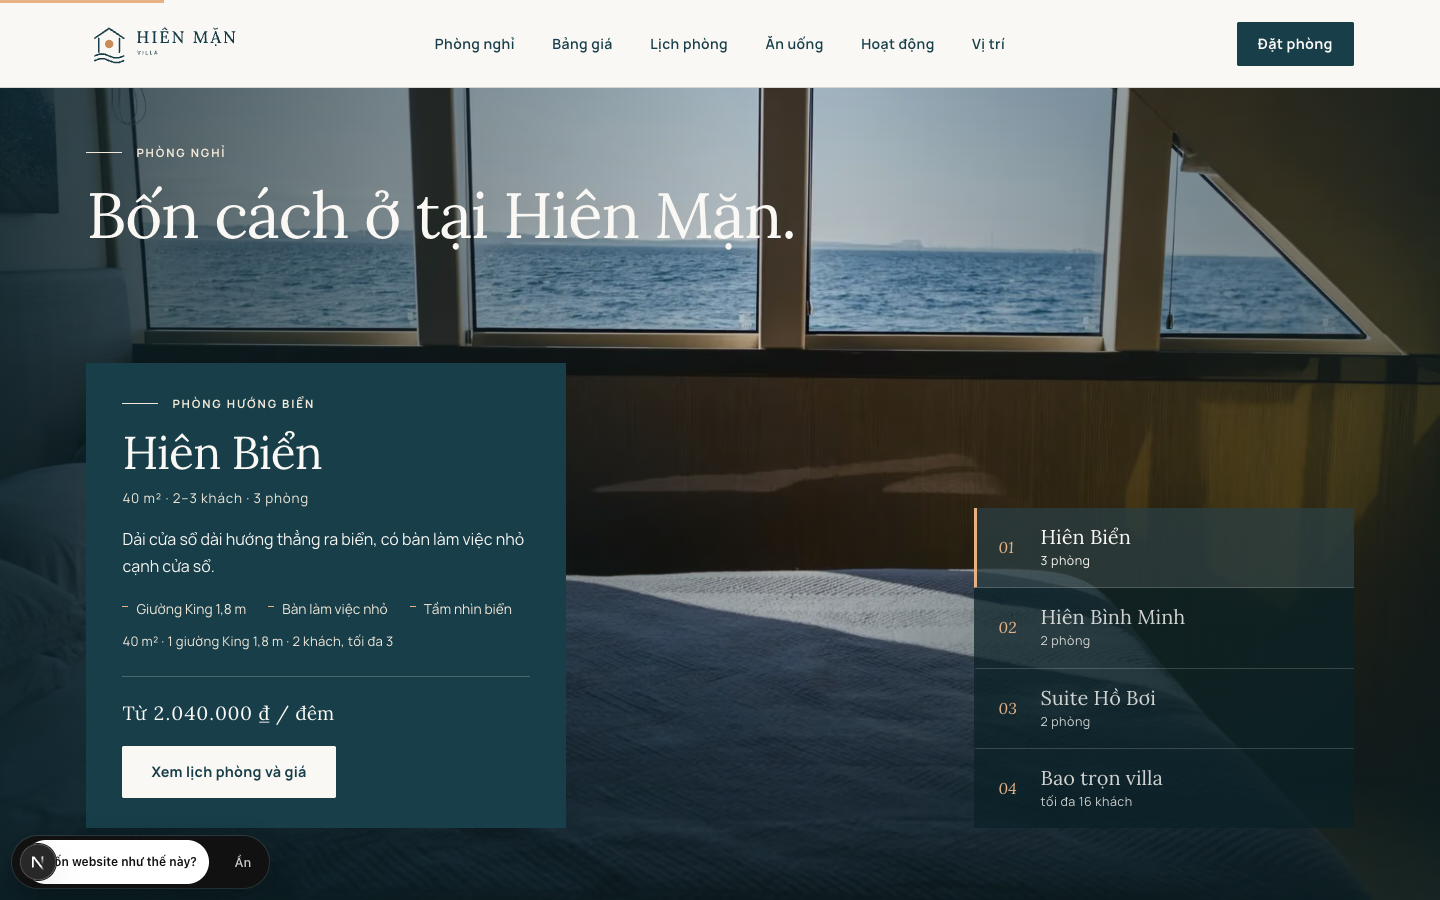 HIÊN MẶN
VILLA
Phòng nghỉ
Bảng giá
Lịch phòng
Ăn uống
Hoạt động
Vị trí
Đặt phòng
PHÒNG NGHỈ
Bốn cách ở tại Hiên Mặn.
PHÒNG HƯỚNG BIỂN
Hiên Biển
40 m² · 2–3 khách · 3 phòng
Dải cửa sổ dài hướng thẳng ra biển, có bàn làm việc nhỏ
cạnh cửa sổ.
Giường King 1,8 m
Bàn làm việc nhỏ
Tầm nhìn biển
40 m² · 1 giường King 1,8 m · 2 khách, tối đa 3
Từ 2.040.000 ₫ / đêm
Xem lịch phòng và giá
01
Hiên Biển
3 phòng
02
Hiên Bình Minh
2 phòng
03
Suite Hồ Bơi
2 phòng
04
Bao trọn villa
tối đa 16 khách
website như thế này?
Ẩn